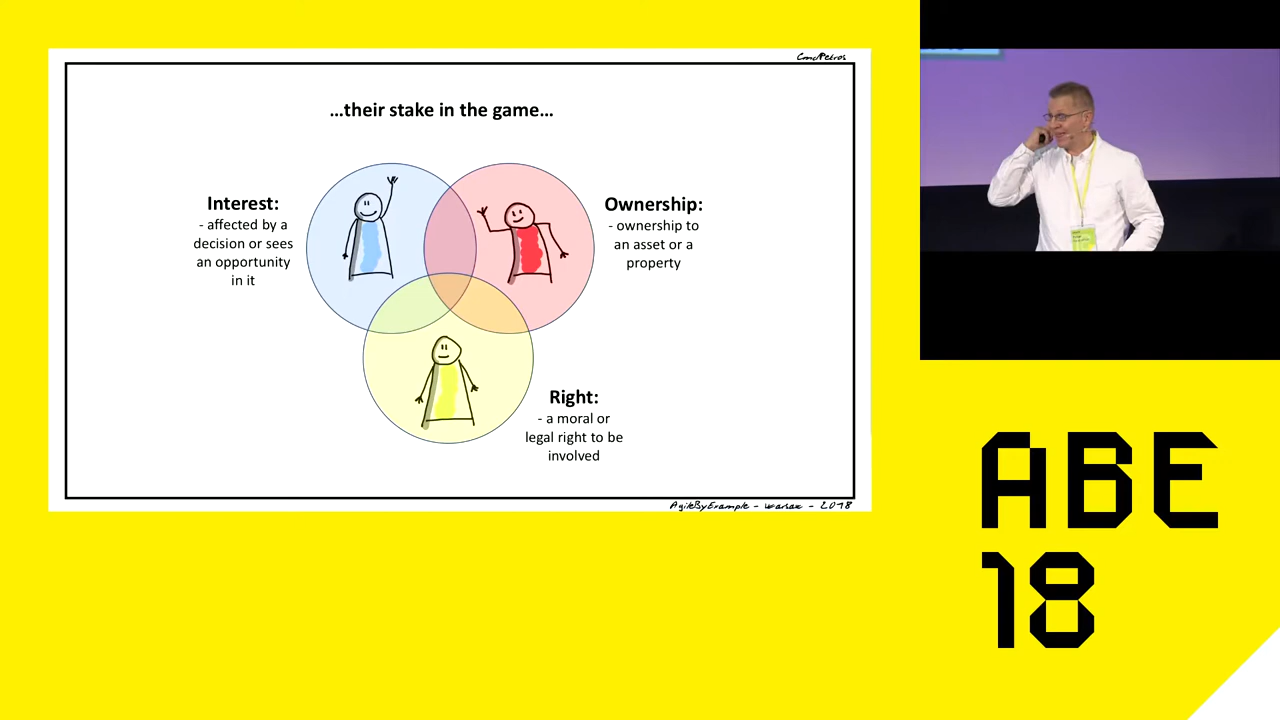 CmdPetros
...their stake in the game...
Interest:
- affected by a
decision or sees
an opportunity
in it
Ownership:
- ownership to
an asset or a
property
Right:
- a moral or
legal right to be
involved
AgileByExample - Warsaw - 2018
ABE
18